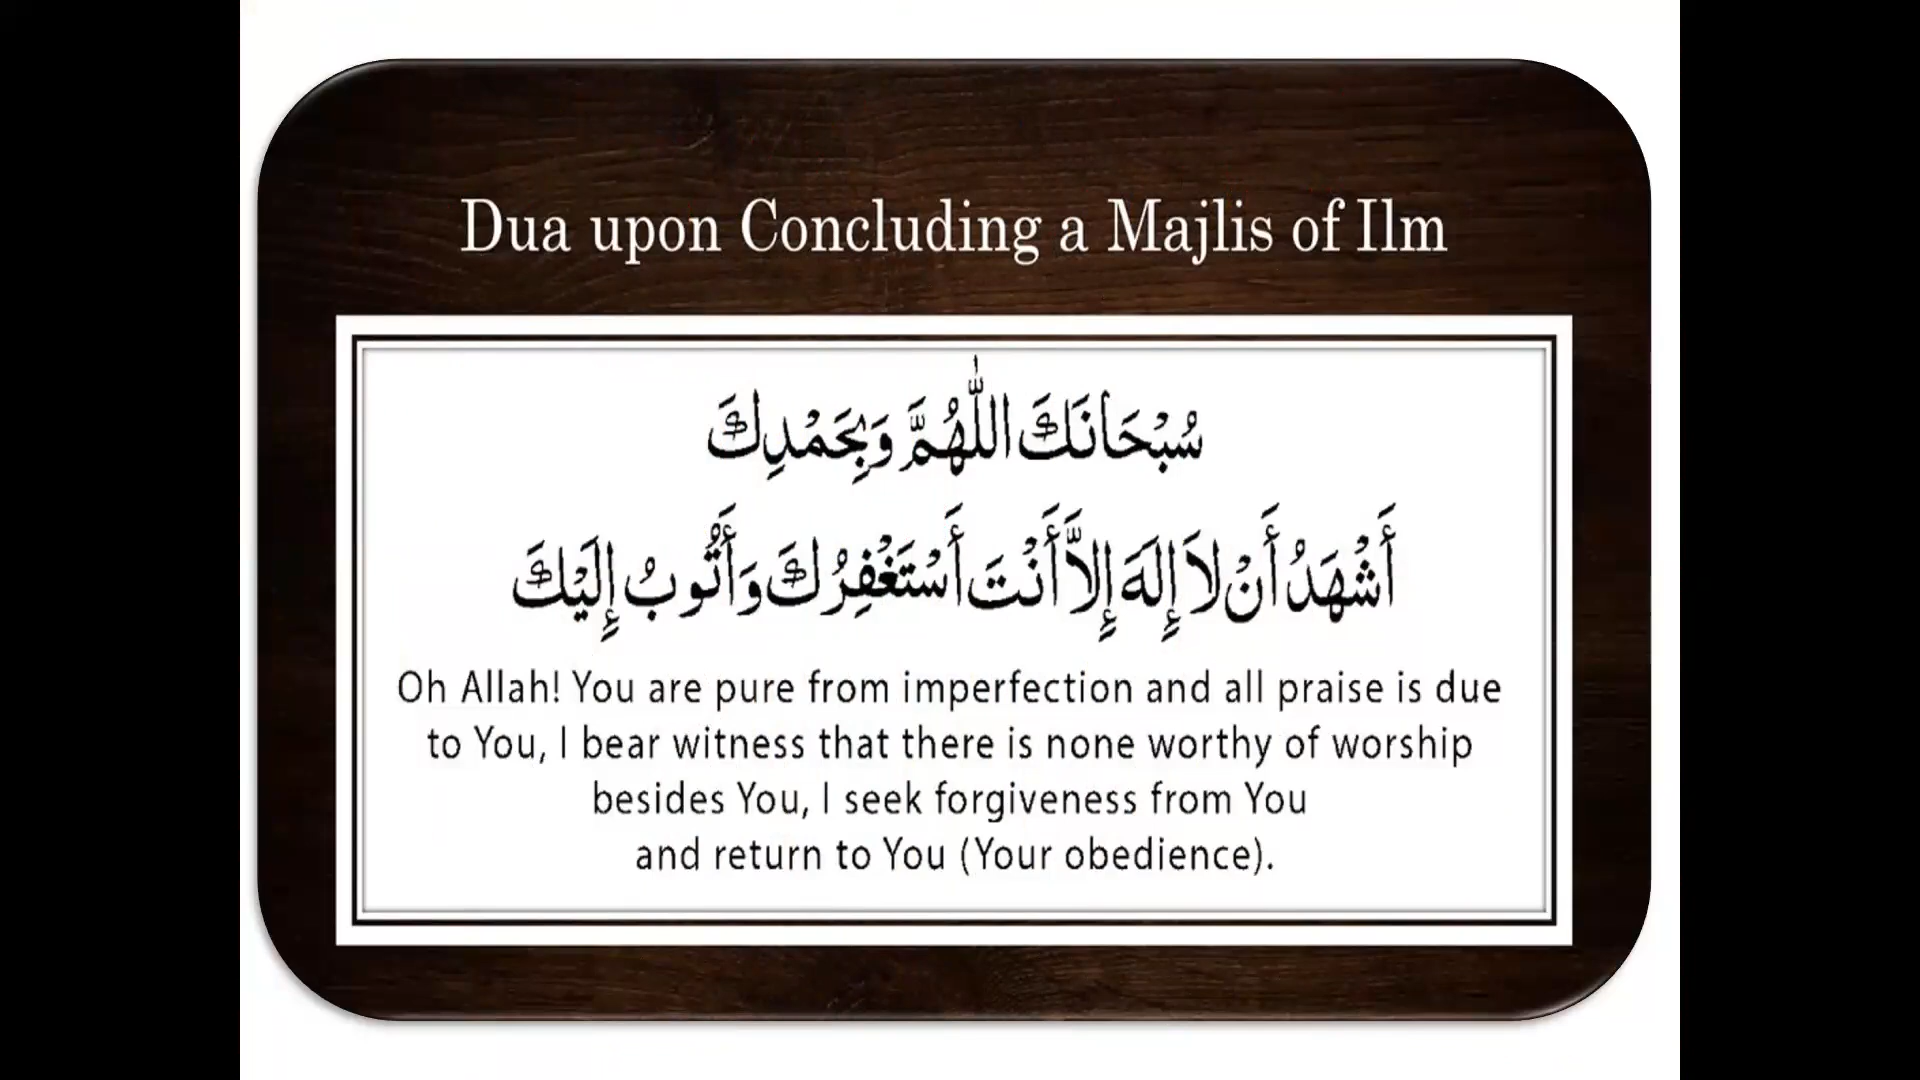 Dua upon Concluding a Majlis of Ilm
سُبْحَانَكَ اللّٰهُمَّ وَبِحَمْدِكَ
أَشْهَدُ أَنْ لاَ إِلَهَ إِلاَّ أَنْتَ أَسْتَغْفِرُكَ وَأَتُوبُ إِلَيْكَ
Oh Allah! You are pure from imperfection and all praise is due
to You, I bear witness that there is none worthy of worship
besides You, I seek forgiveness from You
and return to You (Your obedience).